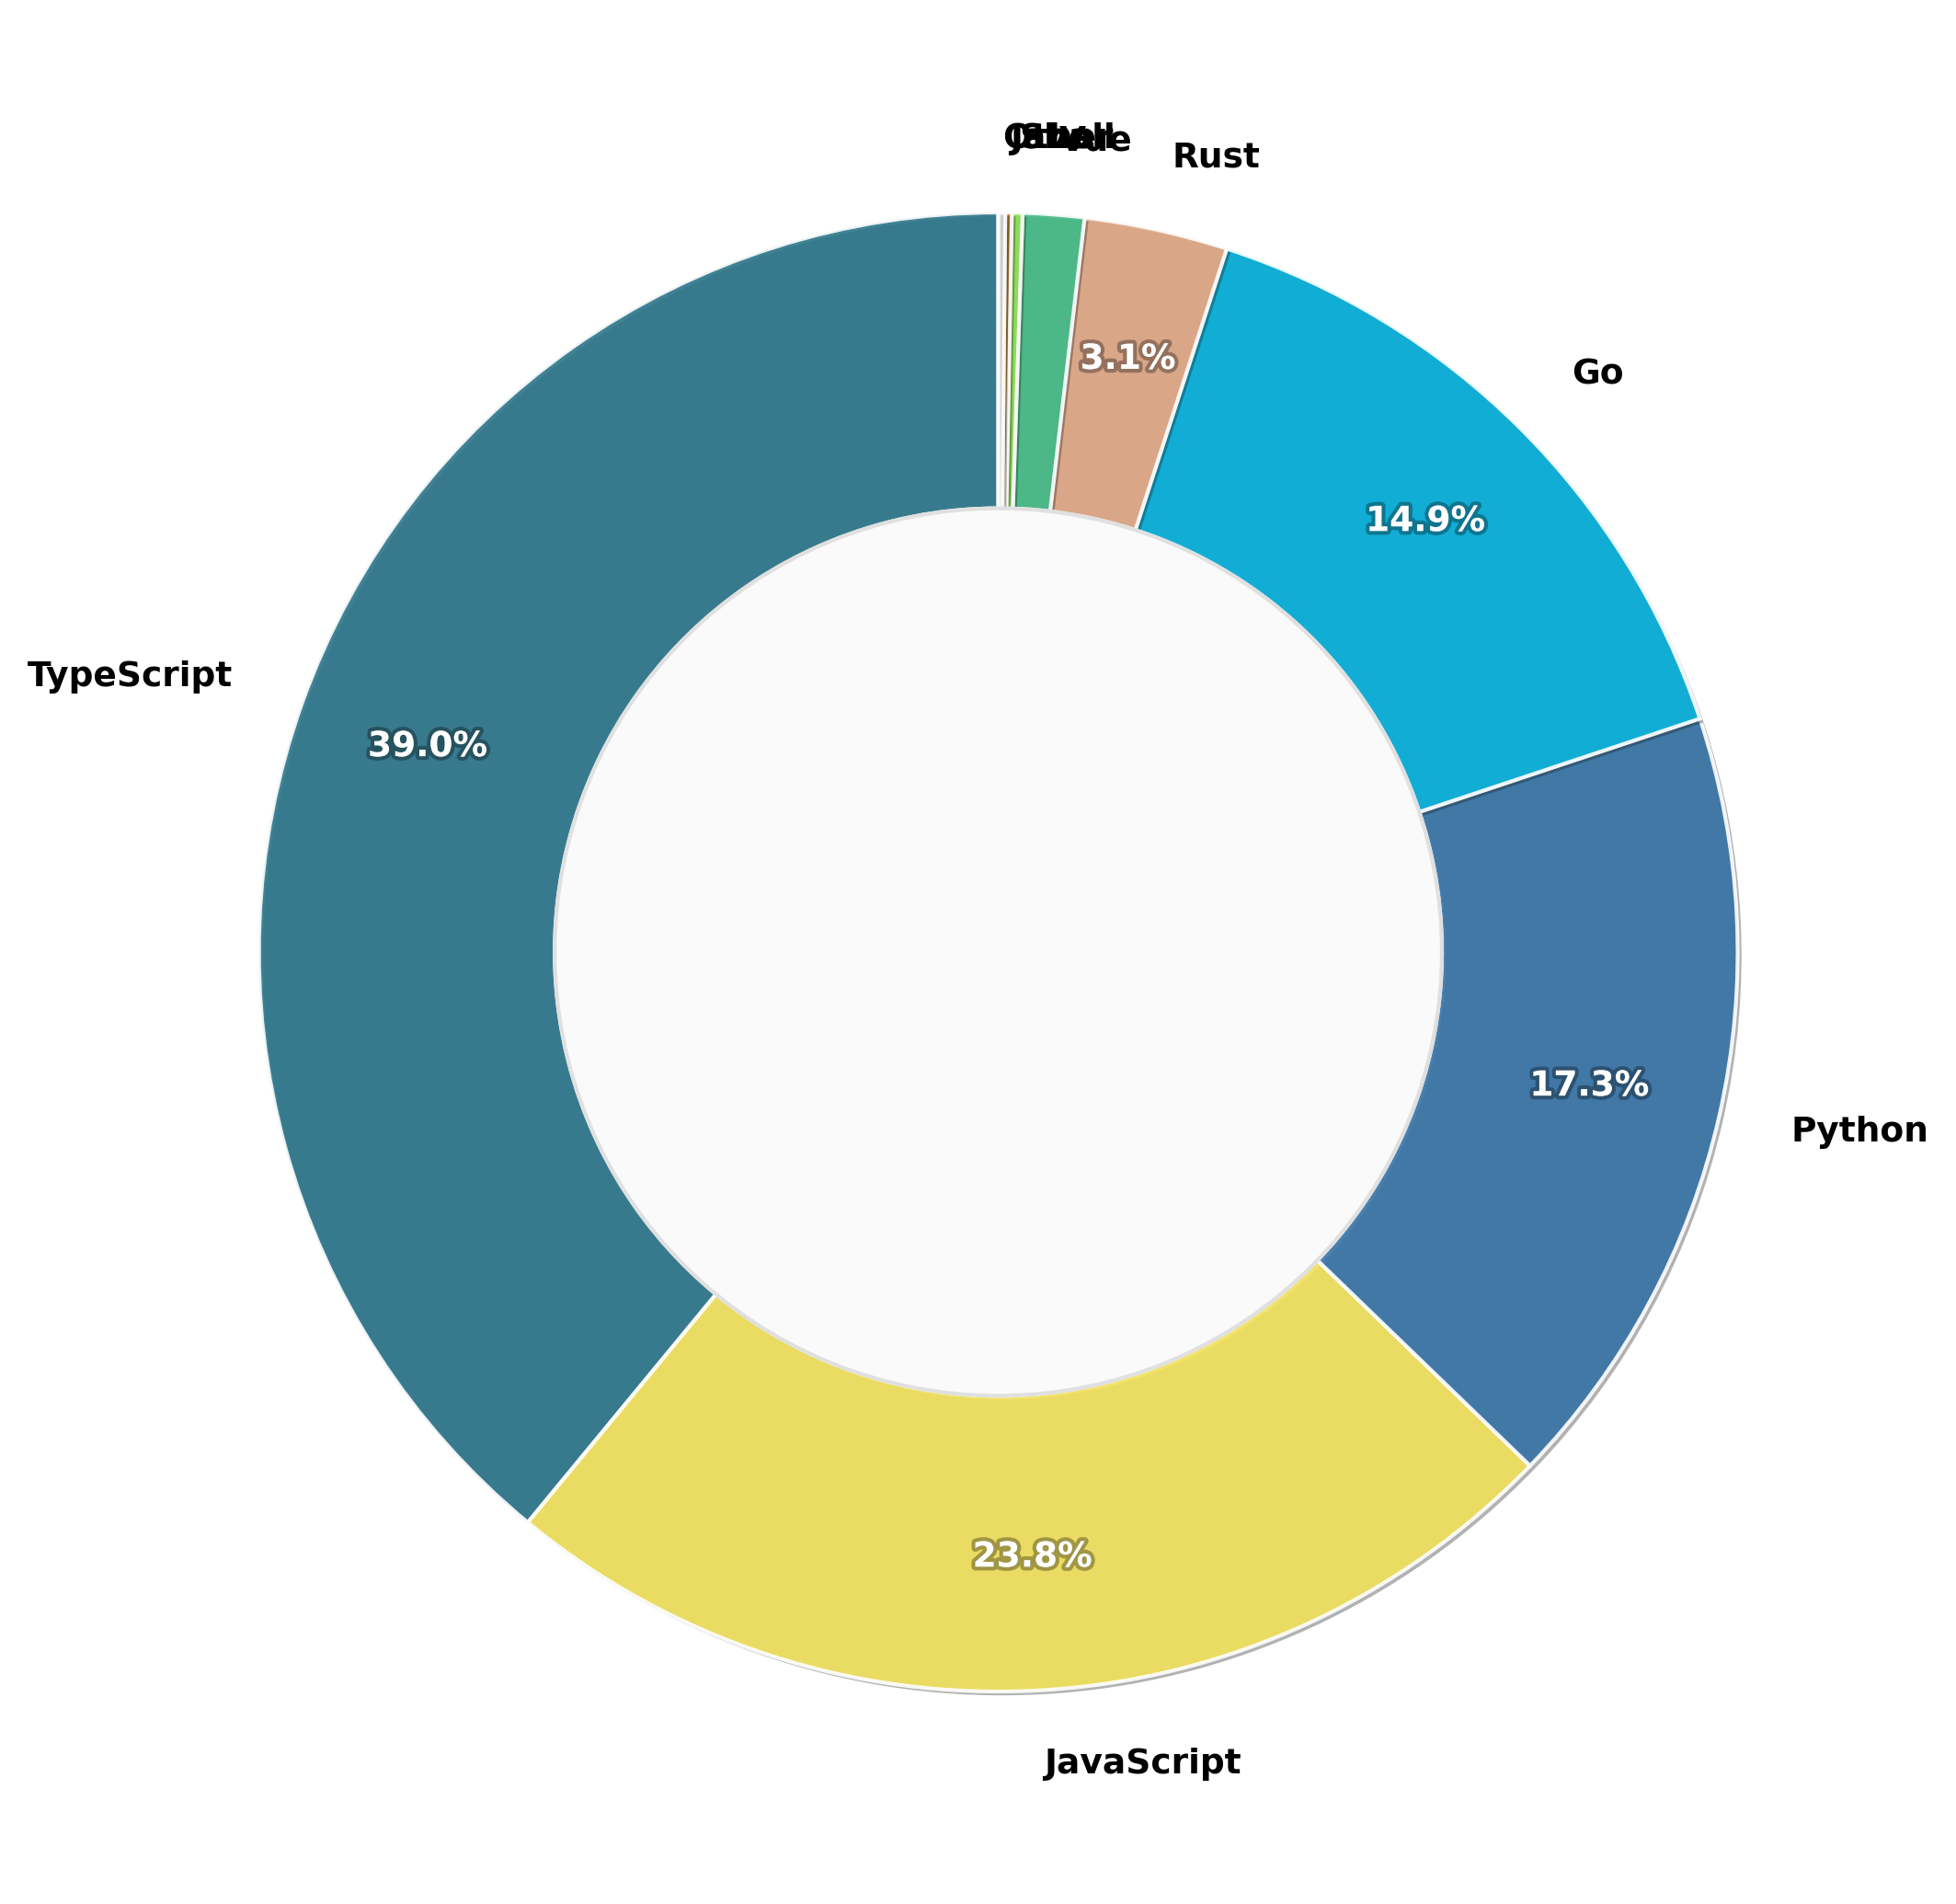 Rust
3.1%
Go
14.9%
TypeScript
39.0%
17.3%
Python
23.8%
JavaScript